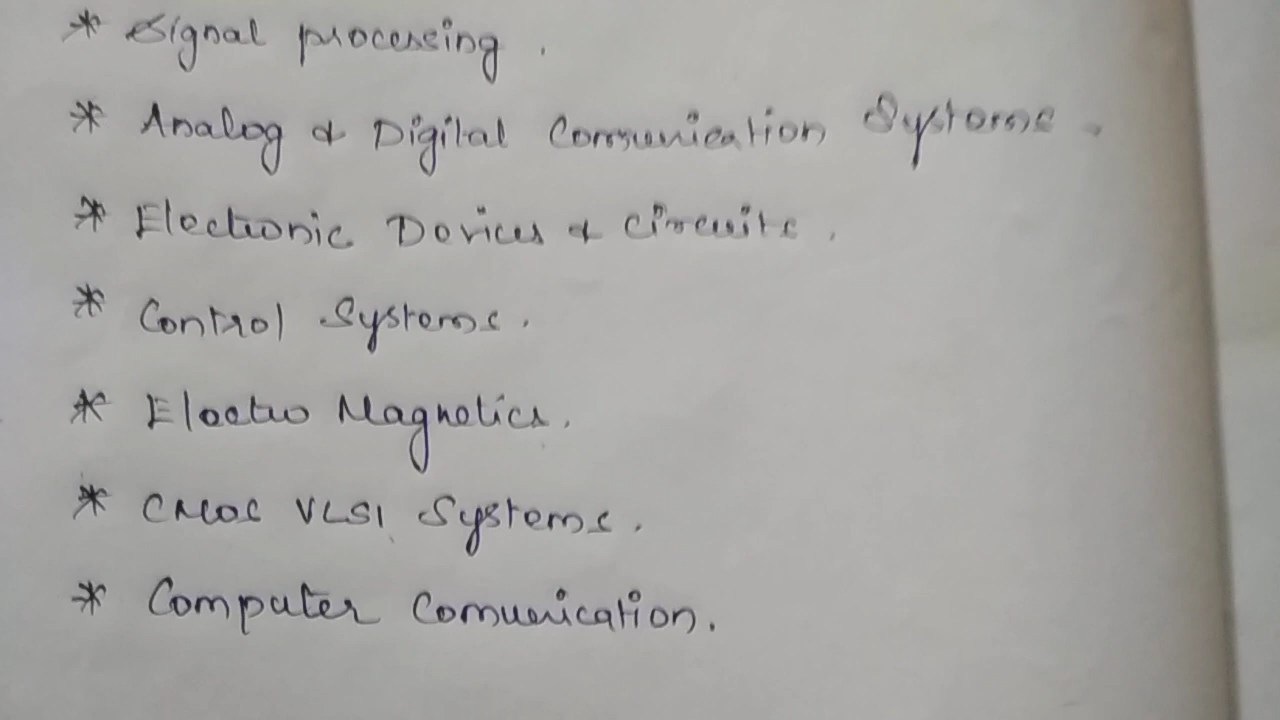 * Signal processing.
* Analog & Digital Communication Systems.
* Electronic Devices & Circuits.
* Control Systems.
* Electro Magnetics.
* CMOS VLSI Systems.
* Computer Comunication.